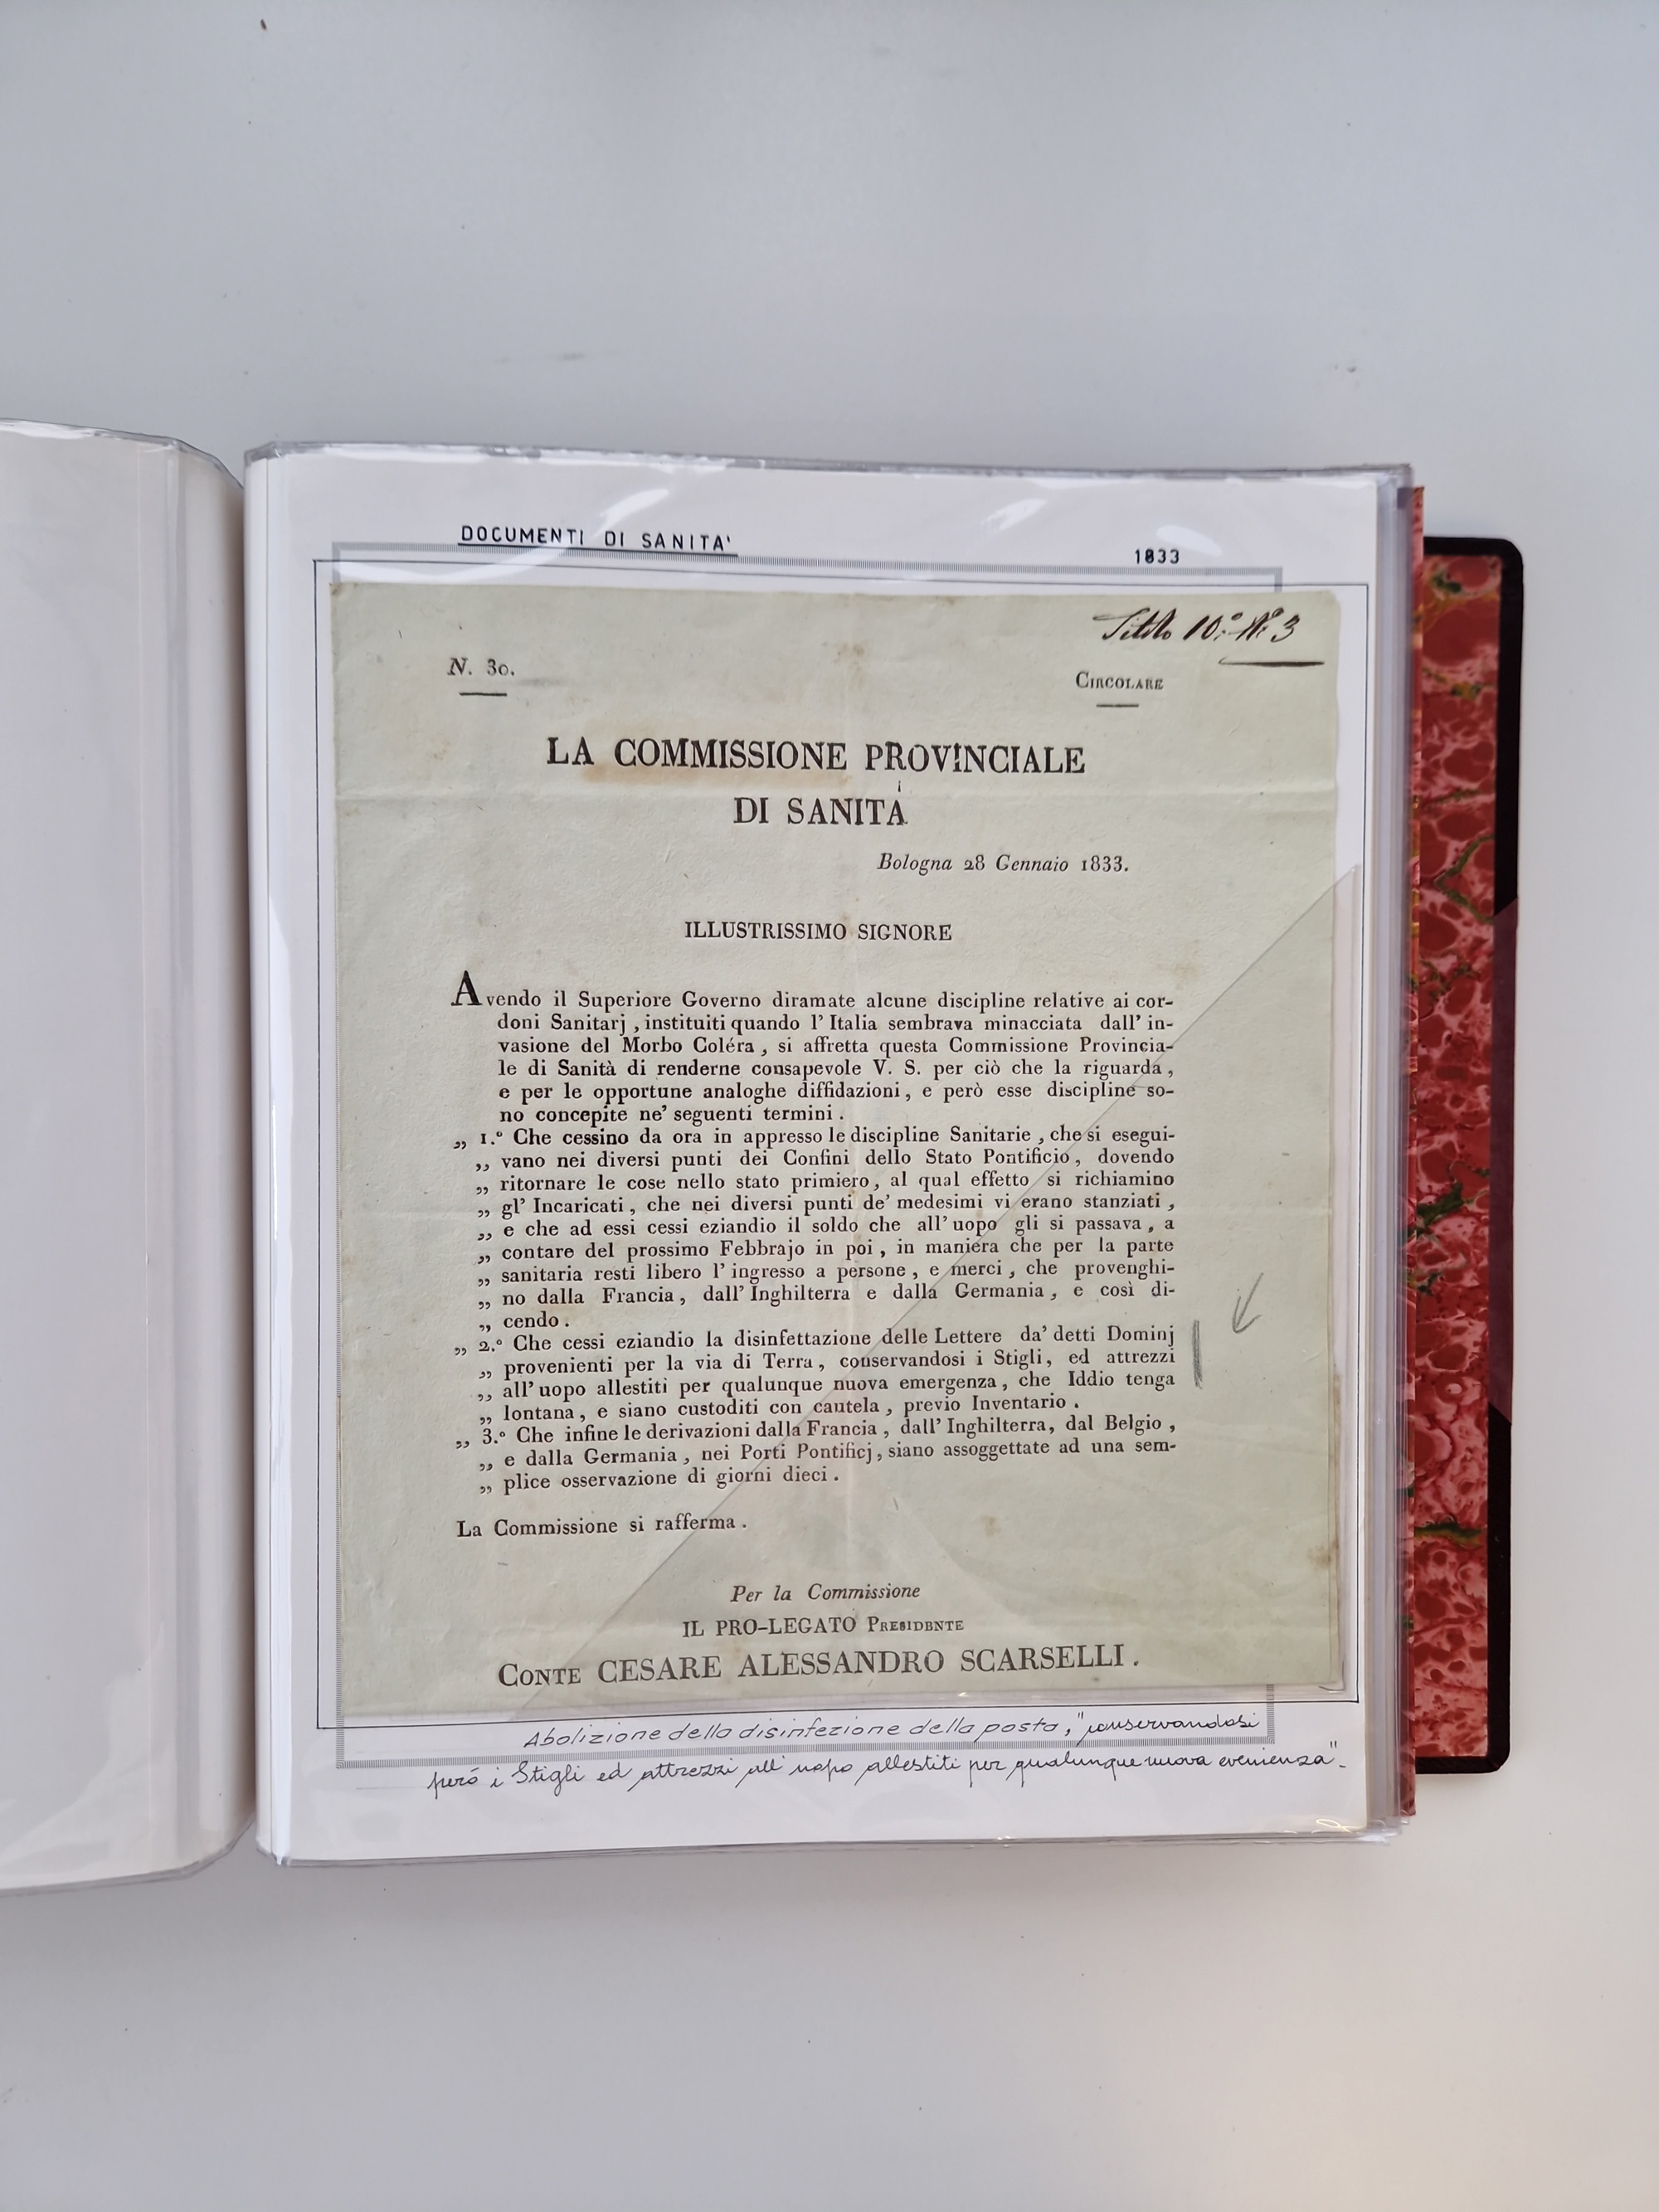 DOCUMENTI DI SANITA'
1833
Titolo 10.° N.° 3
N. 30.
CIRCOLARE
LA COMMISSIONE PROVINCIALE
DI SANITÀ
Bologna 28 Gennaio 1833.
ILLUSTRISSIMO SIGNORE
Avendo il Superiore Governo diramate alcune discipline relative ai cor-
doni Sanitarj , instituiti quando l' Italia sembrava minacciata dall' in-
vasione del Morbo Coléra , si affretta questa Commissione Provincia-
le di Sanità di renderne consapevole V. S. per ciò che la riguarda ,
e per le opportune analoghe diffidazioni , e però esse discipline so-
no concepite ne' seguenti termini .
„ 1.° Che cessino da ora in appresso le discipline Sanitarie , che si esegui-
„ vano nei diversi punti dei Confini dello Stato Pontificio , dovendo
„ ritornare le cose nello stato primiero , al qual effetto si richiamino
„ gl' Incaricati , che nei diversi punti de' medesimi vi erano stanziati ,
„ e che ad essi cessi eziandio il soldo che all' uopo gli si passava , a
„ contare del prossimo Febbrajo in poi , in maniera che per la parte
„ sanitaria resti libero l' ingresso a persone , e merci , che provenghi-
„ no dalla Francia , dall' Inghilterra e dalla Germania , e così di-
„ cendo .
„ 2.° Che cessi eziandio la disinfettazione delle Lettere da' detti Dominj
„ provenienti per la via di Terra , conservandosi i Stigli , ed attrezzi
„ all' uopo allestiti per qualunque nuova emergenza , che Iddio tenga
„ lontana , e siano custoditi con cautela , previo Inventario .
„ 3.° Che infine le derivazioni dalla Francia , dall' Inghilterra, dal Belgio ,
„ e dalla Germania , nei Porti Pontificj , siano assoggettate ad una sem-
„ plice osservazione di giorni dieci .
La Commissione si rafferma .
Per la Commissione
IL PRO-LEGATO PRESIDENTE
CONTE CESARE ALESSANDRO SCARSELLI .
Abolizione della disinfezione della posta, "conservandosi
però i Stigli ed attrezzi all' uopo allestiti per qualunque nuova evenienza".